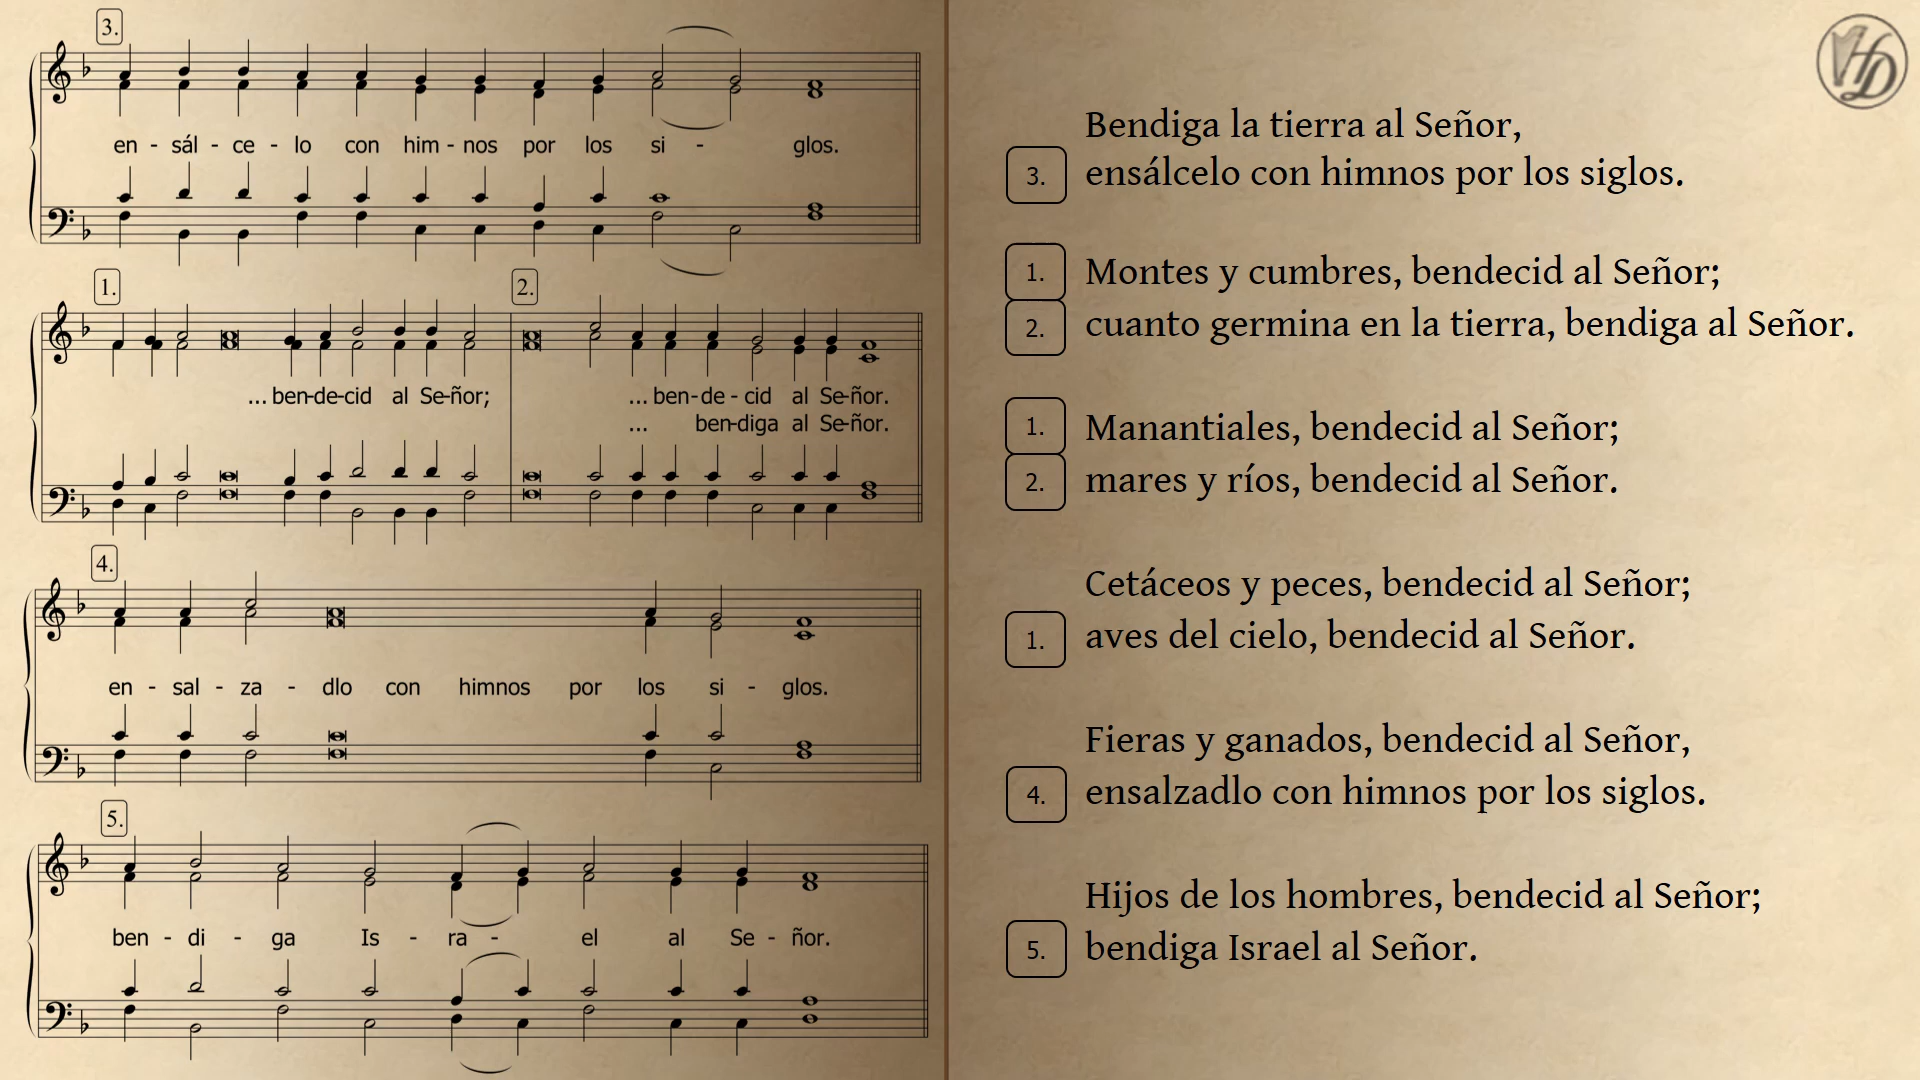 3.
en - sál - ce - lo con him - nos por los si - glos.
1. 2.
... ben-de-cid al Se-ñor; ... ben-de-cid al Se-ñor.
... ben-diga al Se-ñor.
4.
en - sal - za - dlo con himnos por los si - glos.
5.
ben - di - ga Is - ra - el al Se - ñor.
HD
Bendiga la tierra al Señor,
3. ensálcelo con himnos por los siglos.
1. Montes y cumbres, bendecid al Señor;
2. cuanto germina en la tierra, bendiga al Señor.
1. Manantiales, bendecid al Señor;
2. mares y ríos, bendecid al Señor.
Cetáceos y peces, bendecid al Señor;
1. aves del cielo, bendecid al Señor.
Fieras y ganados, bendecid al Señor,
4. ensalzadlo con himnos por los siglos.
Hijos de los hombres, bendecid al Señor;
5. bendiga Israel al Señor.